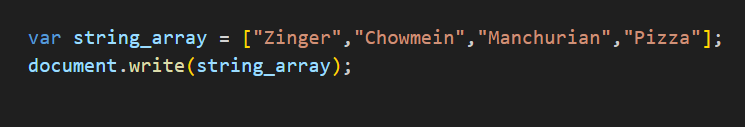 var string_array = ["Zinger","Chowmein","Manchurian","Pizza"];
document.write(string_array);